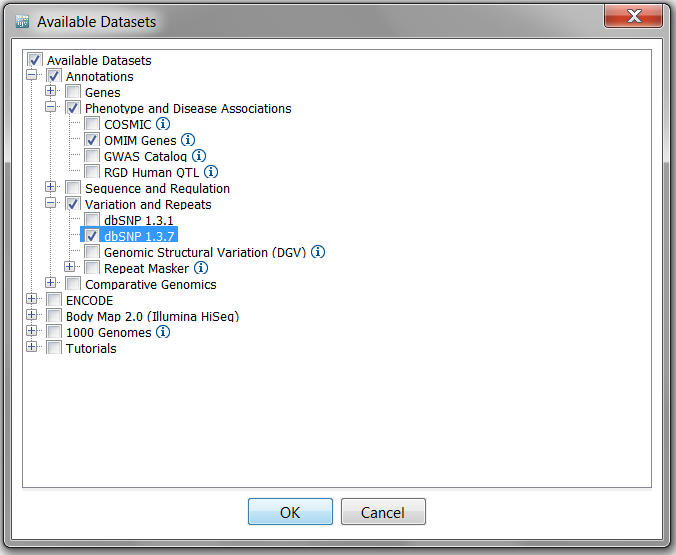 Available Datasets
Available Datasets
Annotations
Genes
Phenotype and Disease Associations
COSMIC
OMIM Genes
GWAS Catalog
RGD Human QTL
Sequence and Regulation
Variation and Repeats
dbSNP 1.3.1
dbSNP 1.3.7
Genomic Structural Variation (DGV)
Repeat Masker
Comparative Genomics
ENCODE
Body Map 2.0 (Illumina HiSeq)
1000 Genomes
Tutorials
OK Cancel